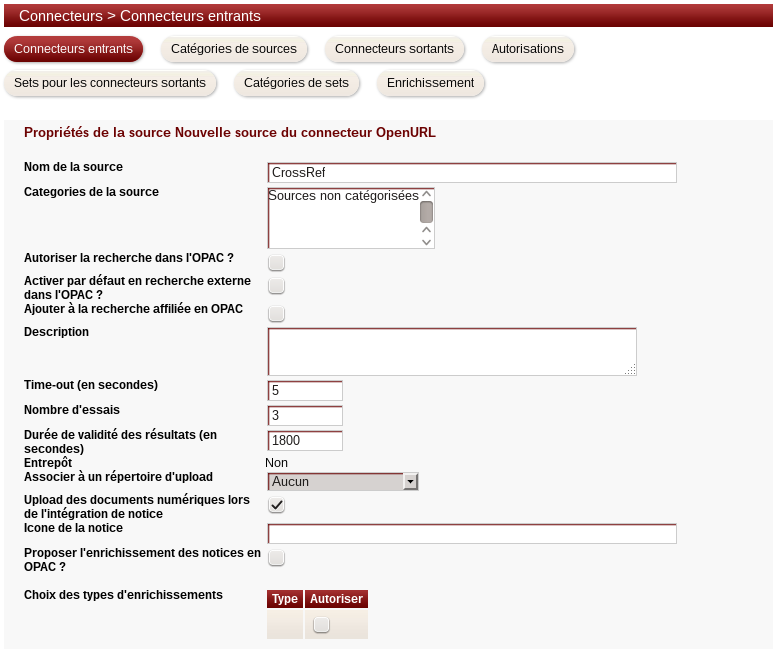 Connecteurs > Connecteurs entrants
Connecteurs entrants
Catégories de sources
Connecteurs sortants
Autorisations
Sets pour les connecteurs sortants
Catégories de sets
Enrichissement
Propriétés de la source Nouvelle source du connecteur OpenURL
Nom de la source
CrossRef
Categories de la source
Sources non catégorisées
Autoriser la recherche dans l'OPAC ?
Activer par défaut en recherche externe
dans l'OPAC ?
Ajouter à la recherche affiliée en OPAC
Description
Time-out (en secondes)
5
Nombre d'essais
3
Durée de validité des résultats (en
secondes)
1800
Entrepôt
Non
Associer à un répertoire d'upload
Aucun
Upload des documents numériques lors
de l'intégration de notice
Icone de la notice
Proposer l'enrichissement des notices en
OPAC ?
Choix des types d'enrichissements
Type
Autoriser